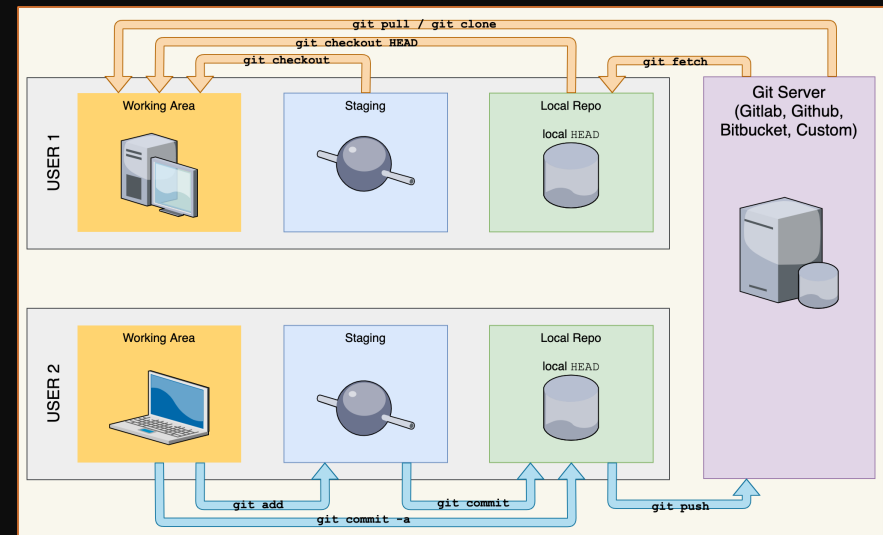 git pull / git clone
git checkout HEAD
git checkout
git fetch
USER 1
Working Area
Staging
Local Repo
local HEAD
Git Server
(Gitlab, Github,
Bitbucket, Custom)
USER 2
Working Area
Staging
Local Repo
local HEAD
git add
git commit
git push
git commit -a